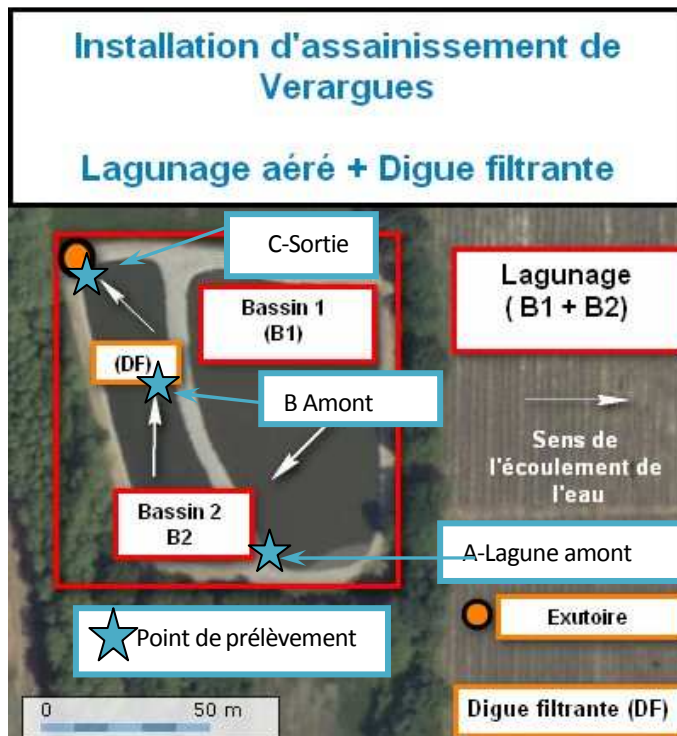 Installation d'assainissement de
Verargues
Lagunage aéré + Digue filtrante
C-Sortie
Lagunage
( B1 + B2)
Bassin 1
(B1)
(DF)
B Amont
Sens de
l'écoulement de
l'eau
Bassin 2
B2
A-Lagune amont
Exutoire
Point de prélèvement
Digue filtrante (DF)
0 50 m